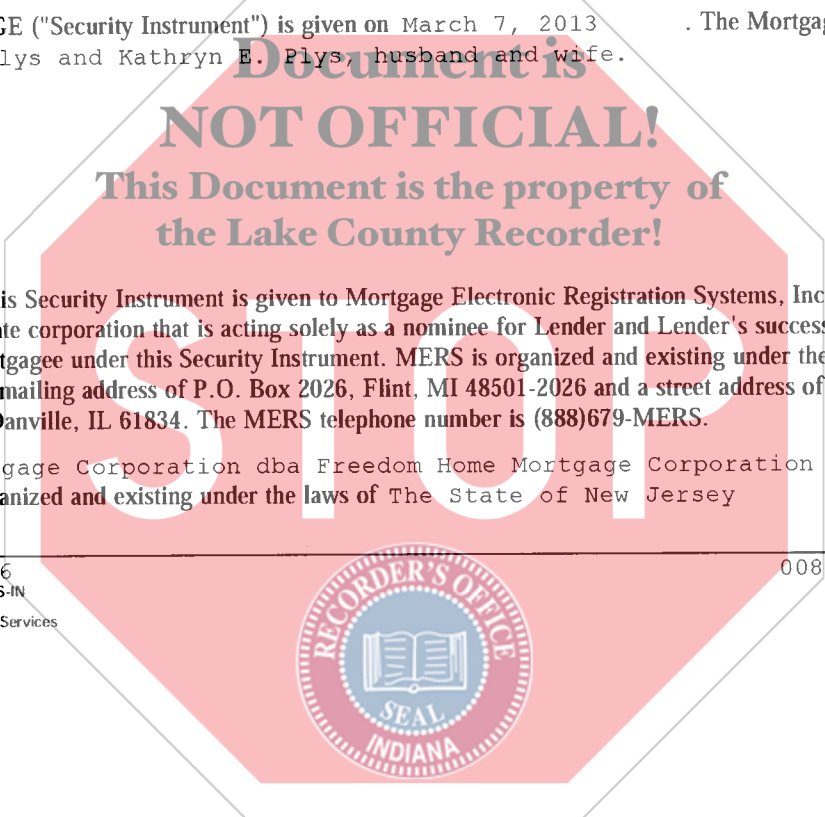 GE ("Security Instrument") is given on March 7, 2013 . The Mortgag
lys and Kathryn E. Plys, husband and wife.
Document is
NOT OFFICIAL!
This Document is the property of
the Lake County Recorder!
is Security Instrument is given to Mortgage Electronic Registration Systems, Inc
te corporation that is acting solely as a nominee for Lender and Lender's success
tgagee under this Security Instrument. MERS is organized and existing under the
mailing address of P.O. Box 2026, Flint, MI 48501-2026 and a street address of
Danville, IL 61834. The MERS telephone number is (888)679-MERS.
STOP
gage Corporation dba Freedom Home Mortgage Corporation
anized and existing under the laws of The State of New Jersey
6 008
S-IN
Services
RECORDER'S OFFICE
SEAL
INDIANA